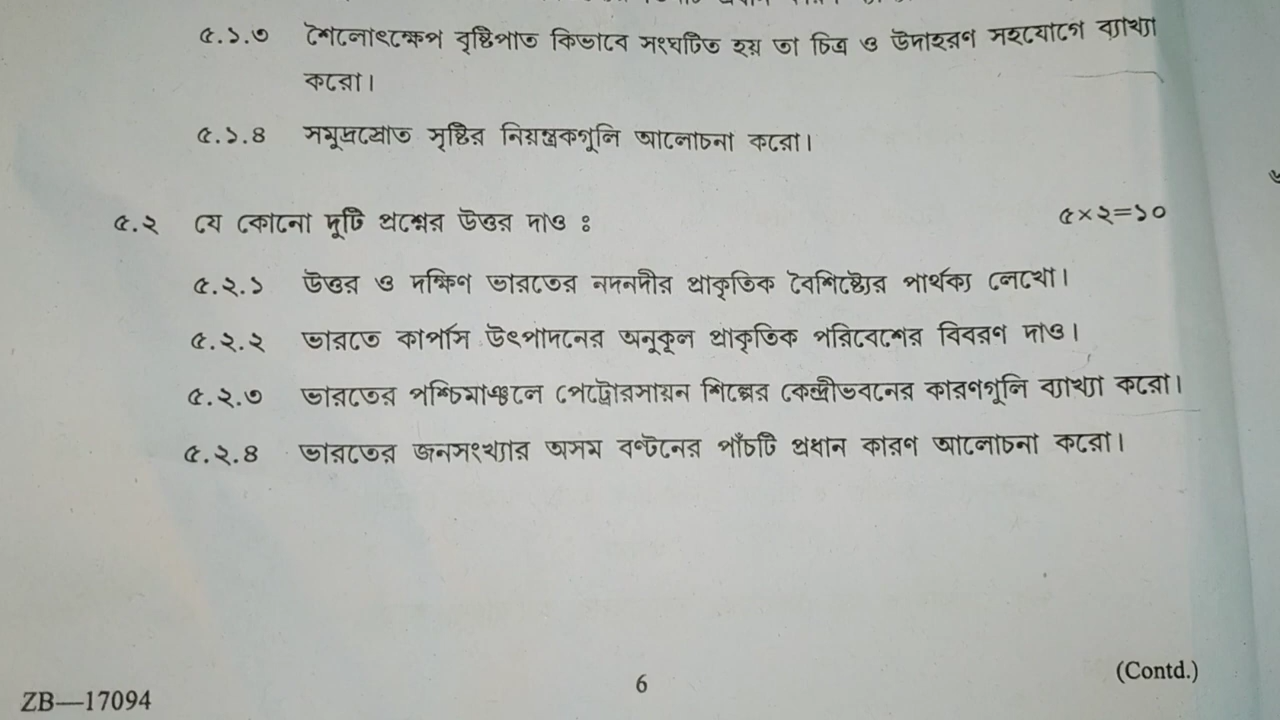 ৫.১.৩ শৈলোৎক্ষেপ বৃষ্টিপাত কিভাবে সংঘটিত হয় তা চিত্র ও উদাহরণ সহযোগে ব্যাখ্যা
করো।
৫.১.৪ সমুদ্রস্রোত সৃষ্টির নিয়ন্ত্রকগুলি আলোচনা করো।
৫.২ যে কোনো দুটি প্রশ্নের উত্তর দাও : ৫×২=১০
৫.২.১ উত্তর ও দক্ষিণ ভারতের নদনদীর প্রাকৃতিক বৈশিষ্ট্যের পার্থক্য লেখো।
৫.২.২ ভারতে কার্পাস উৎপাদনের অনুকূল প্রাকৃতিক পরিবেশের বিবরণ দাও।
৫.২.৩ ভারতের পশ্চিমাঞ্চলে পেট্রোরসায়ন শিল্পের কেন্দ্রীভবনের কারণগুলি ব্যাখ্যা করো।
৫.২.৪ ভারতের জনসংখ্যার অসম বণ্টনের পাঁচটি প্রধান কারণ আলোচনা করো।
(Contd.)
ZB—17094 6